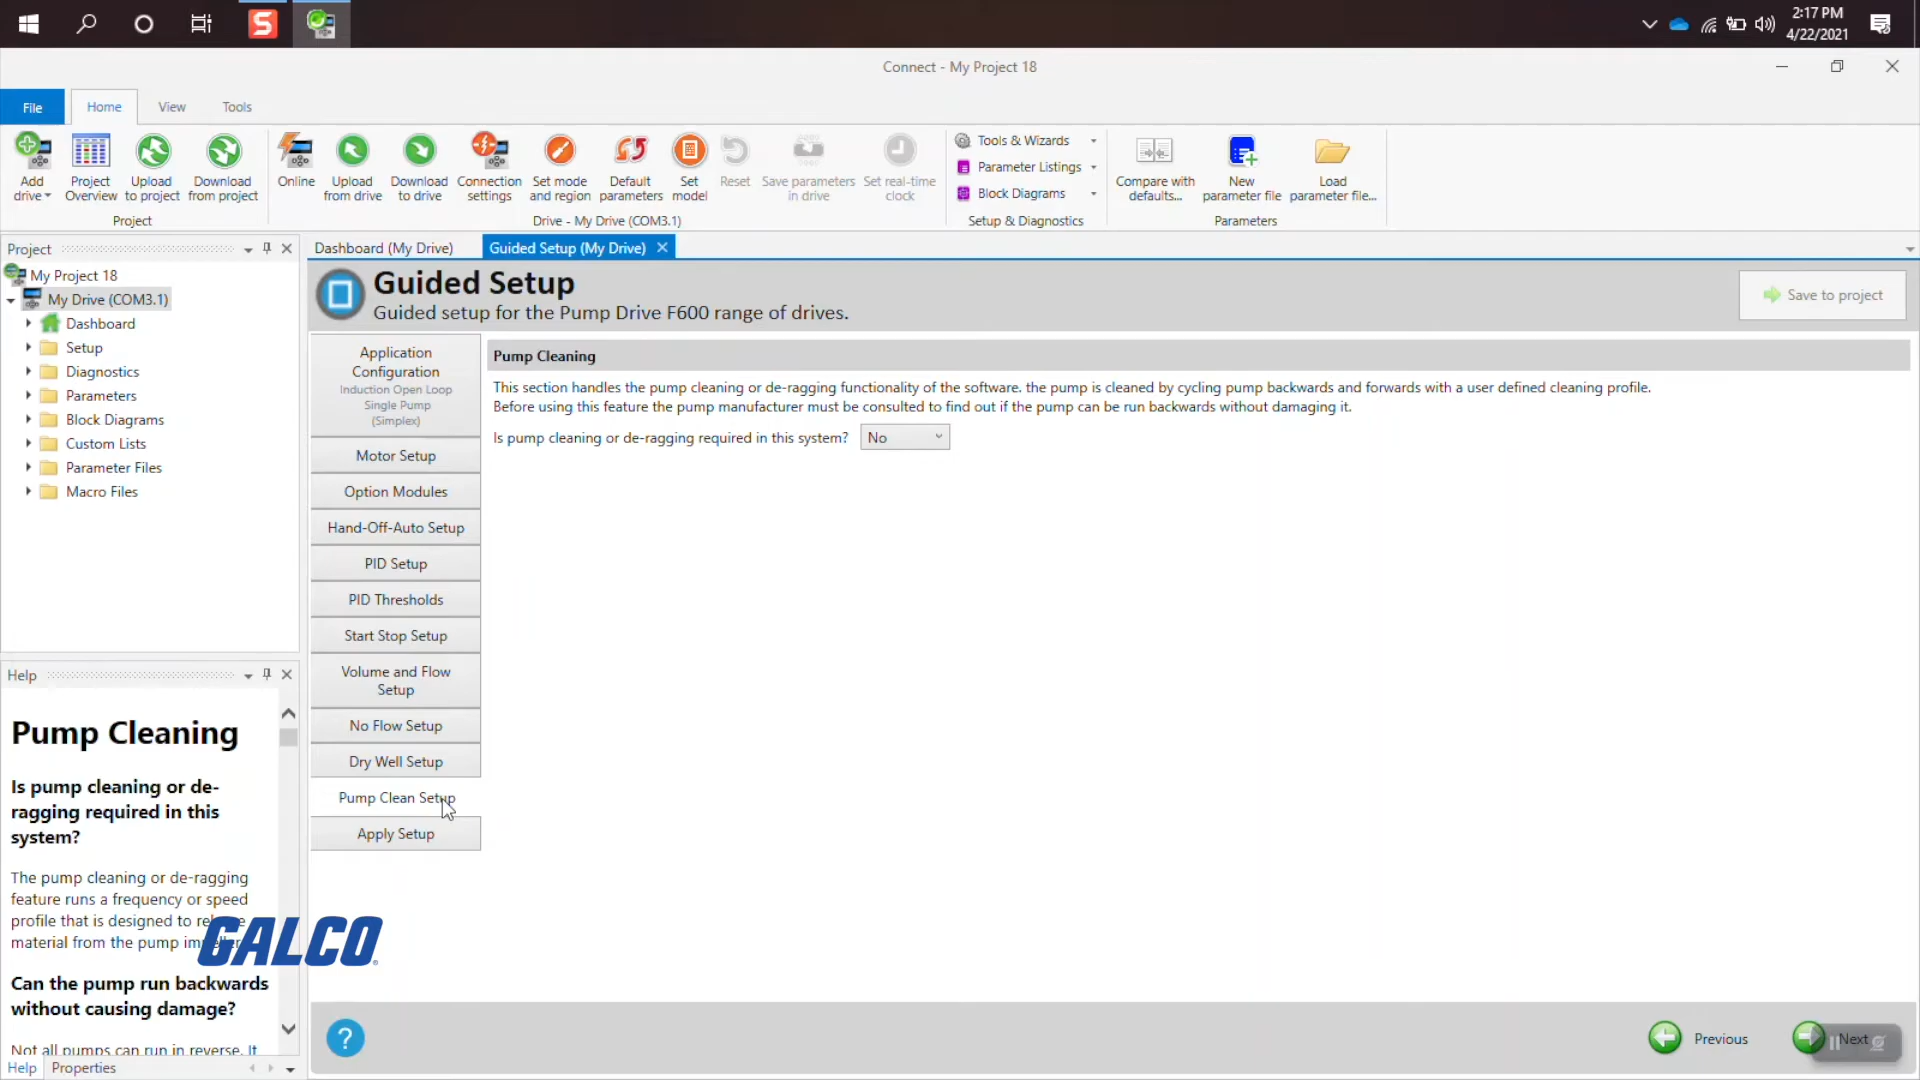 2:17 PM
4/22/2021
Connect - My Project 18
File
Home
View
Tools
Add drive
Project Overview
Upload to project
Download from project
Project
Online
Upload from drive
Download to drive
Connection settings
Set mode and region
Default parameters
Set model
Reset
Save parameters in drive
Set real-time clock
Drive - My Drive (COM3.1)
Tools & Wizards
Parameter Listings
Block Diagrams
Setup & Diagnostics
Compare with defaults...
New parameter file
Load parameter file...
Parameters
Project
My Project 18
My Drive (COM3.1)
Dashboard
Setup
Diagnostics
Parameters
Block Diagrams
Custom Lists
Parameter Files
Macro Files
Dashboard (My Drive)
Guided Setup (My Drive)
Guided Setup
Guided setup for the Pump Drive F600 range of drives.
Save to project
Application
Configuration
Induction Open Loop
Single Pump
(Simplex)
Motor Setup
Option Modules
Hand-Off-Auto Setup
PID Setup
PID Thresholds
Start Stop Setup
Volume and Flow
Setup
No Flow Setup
Dry Well Setup
Pump Clean Setup
Apply Setup
Pump Cleaning
This section handles the pump cleaning or de-ragging functionality of the software. the pump is cleaned by cycling pump backwards and forwards with a user defined cleaning profile.
Before using this feature the pump manufacturer must be consulted to find out if the pump can be run backwards without damaging it.
Is pump cleaning or de-ragging required in this system? No
Help
Pump Cleaning
Is pump cleaning or de-
ragging required in this
system?
The pump cleaning or de-ragging
feature runs a frequency or speed
profile that is designed to
material from the pump
GALCO
Can the pump run backwards
without causing damage?
Not all pumps can run in reverse. It
Help
Properties
?
Previous
Next